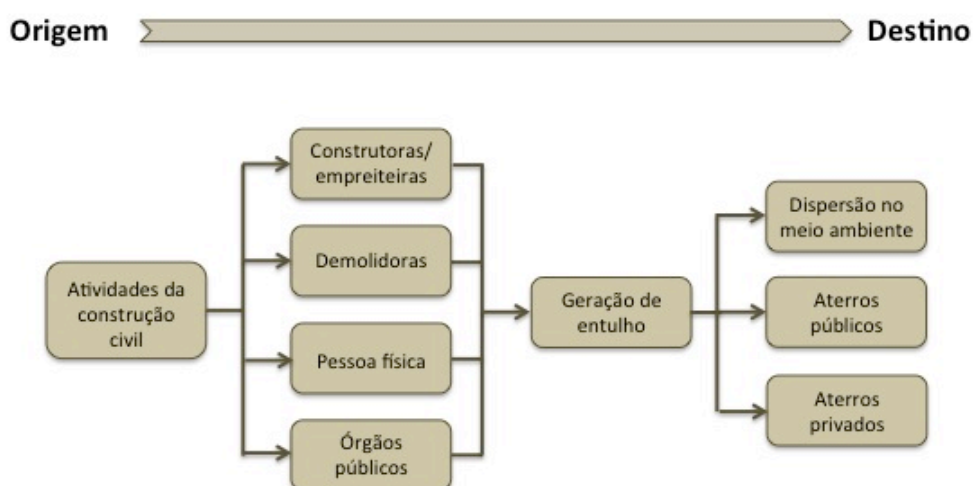 Origem
Destino
Atividades da
construção
civil
Construtoras/
empreiteiras
Demolidoras
Pessoa física
Órgãos
públicos
Geração de
entulho
Dispersão no
meio ambiente
Aterros
públicos
Aterros
privados